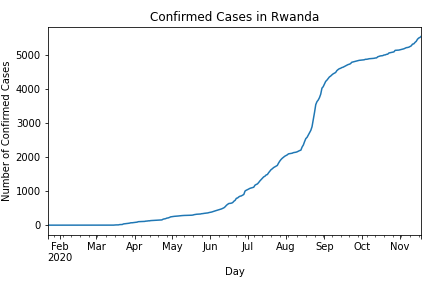 Confirmed Cases in Rwanda
Number of Confirmed Cases
5000
4000
3000
2000
1000
0
Feb Mar Apr May Jun Jul Aug Sep Oct Nov
2020
Day